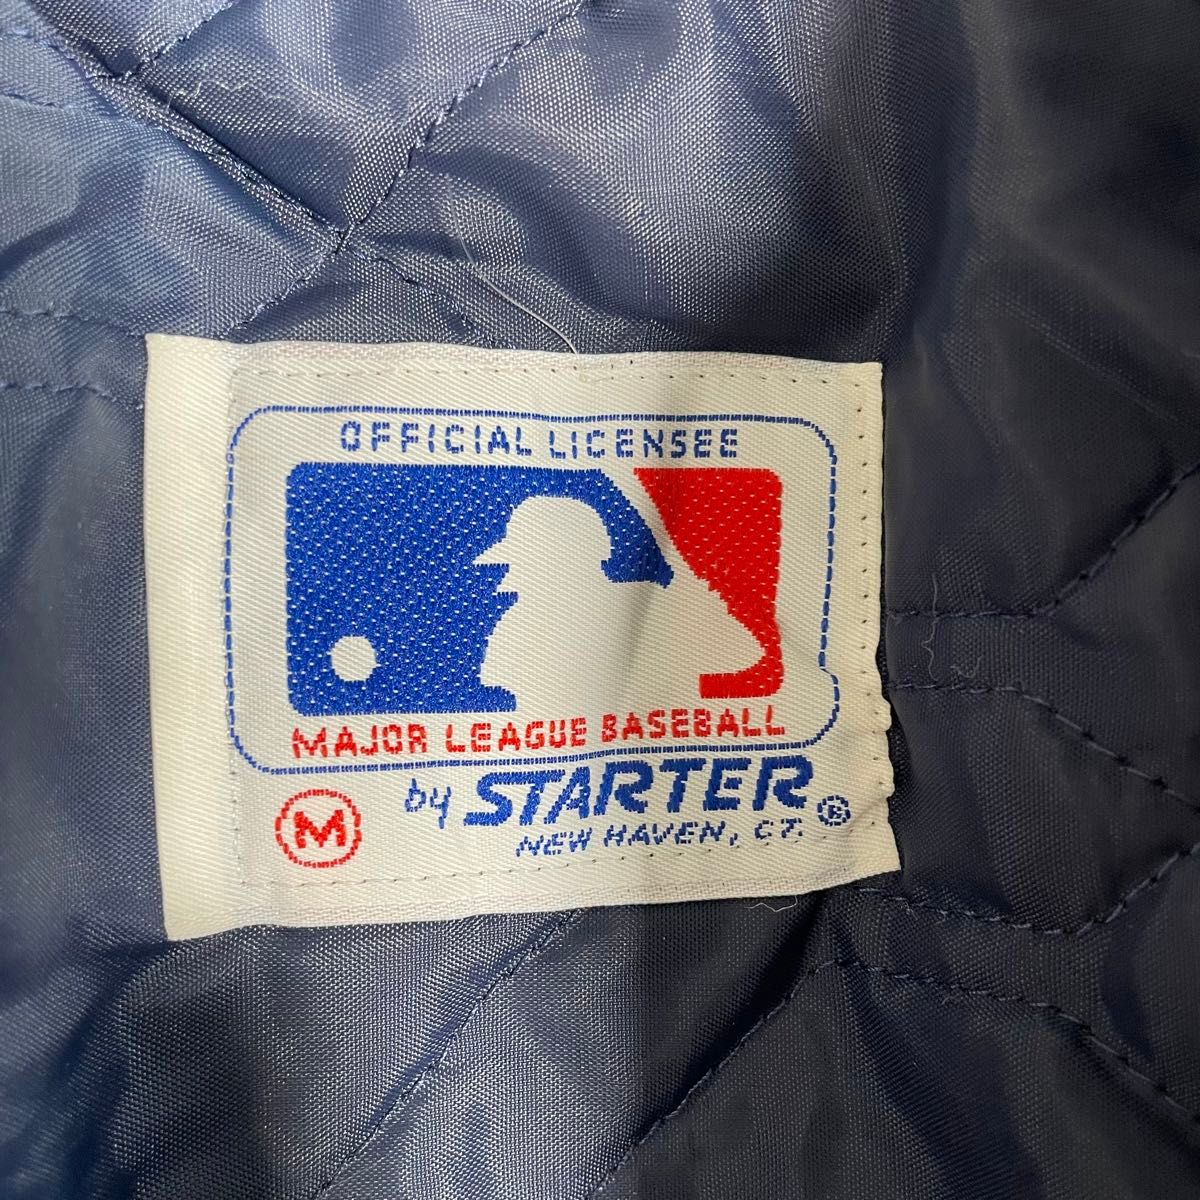 OFFICIAL LICENSEE
MAJOR LEAGUE BASEBALL
by STARTER ®
M
NEW HAVEN, CT.